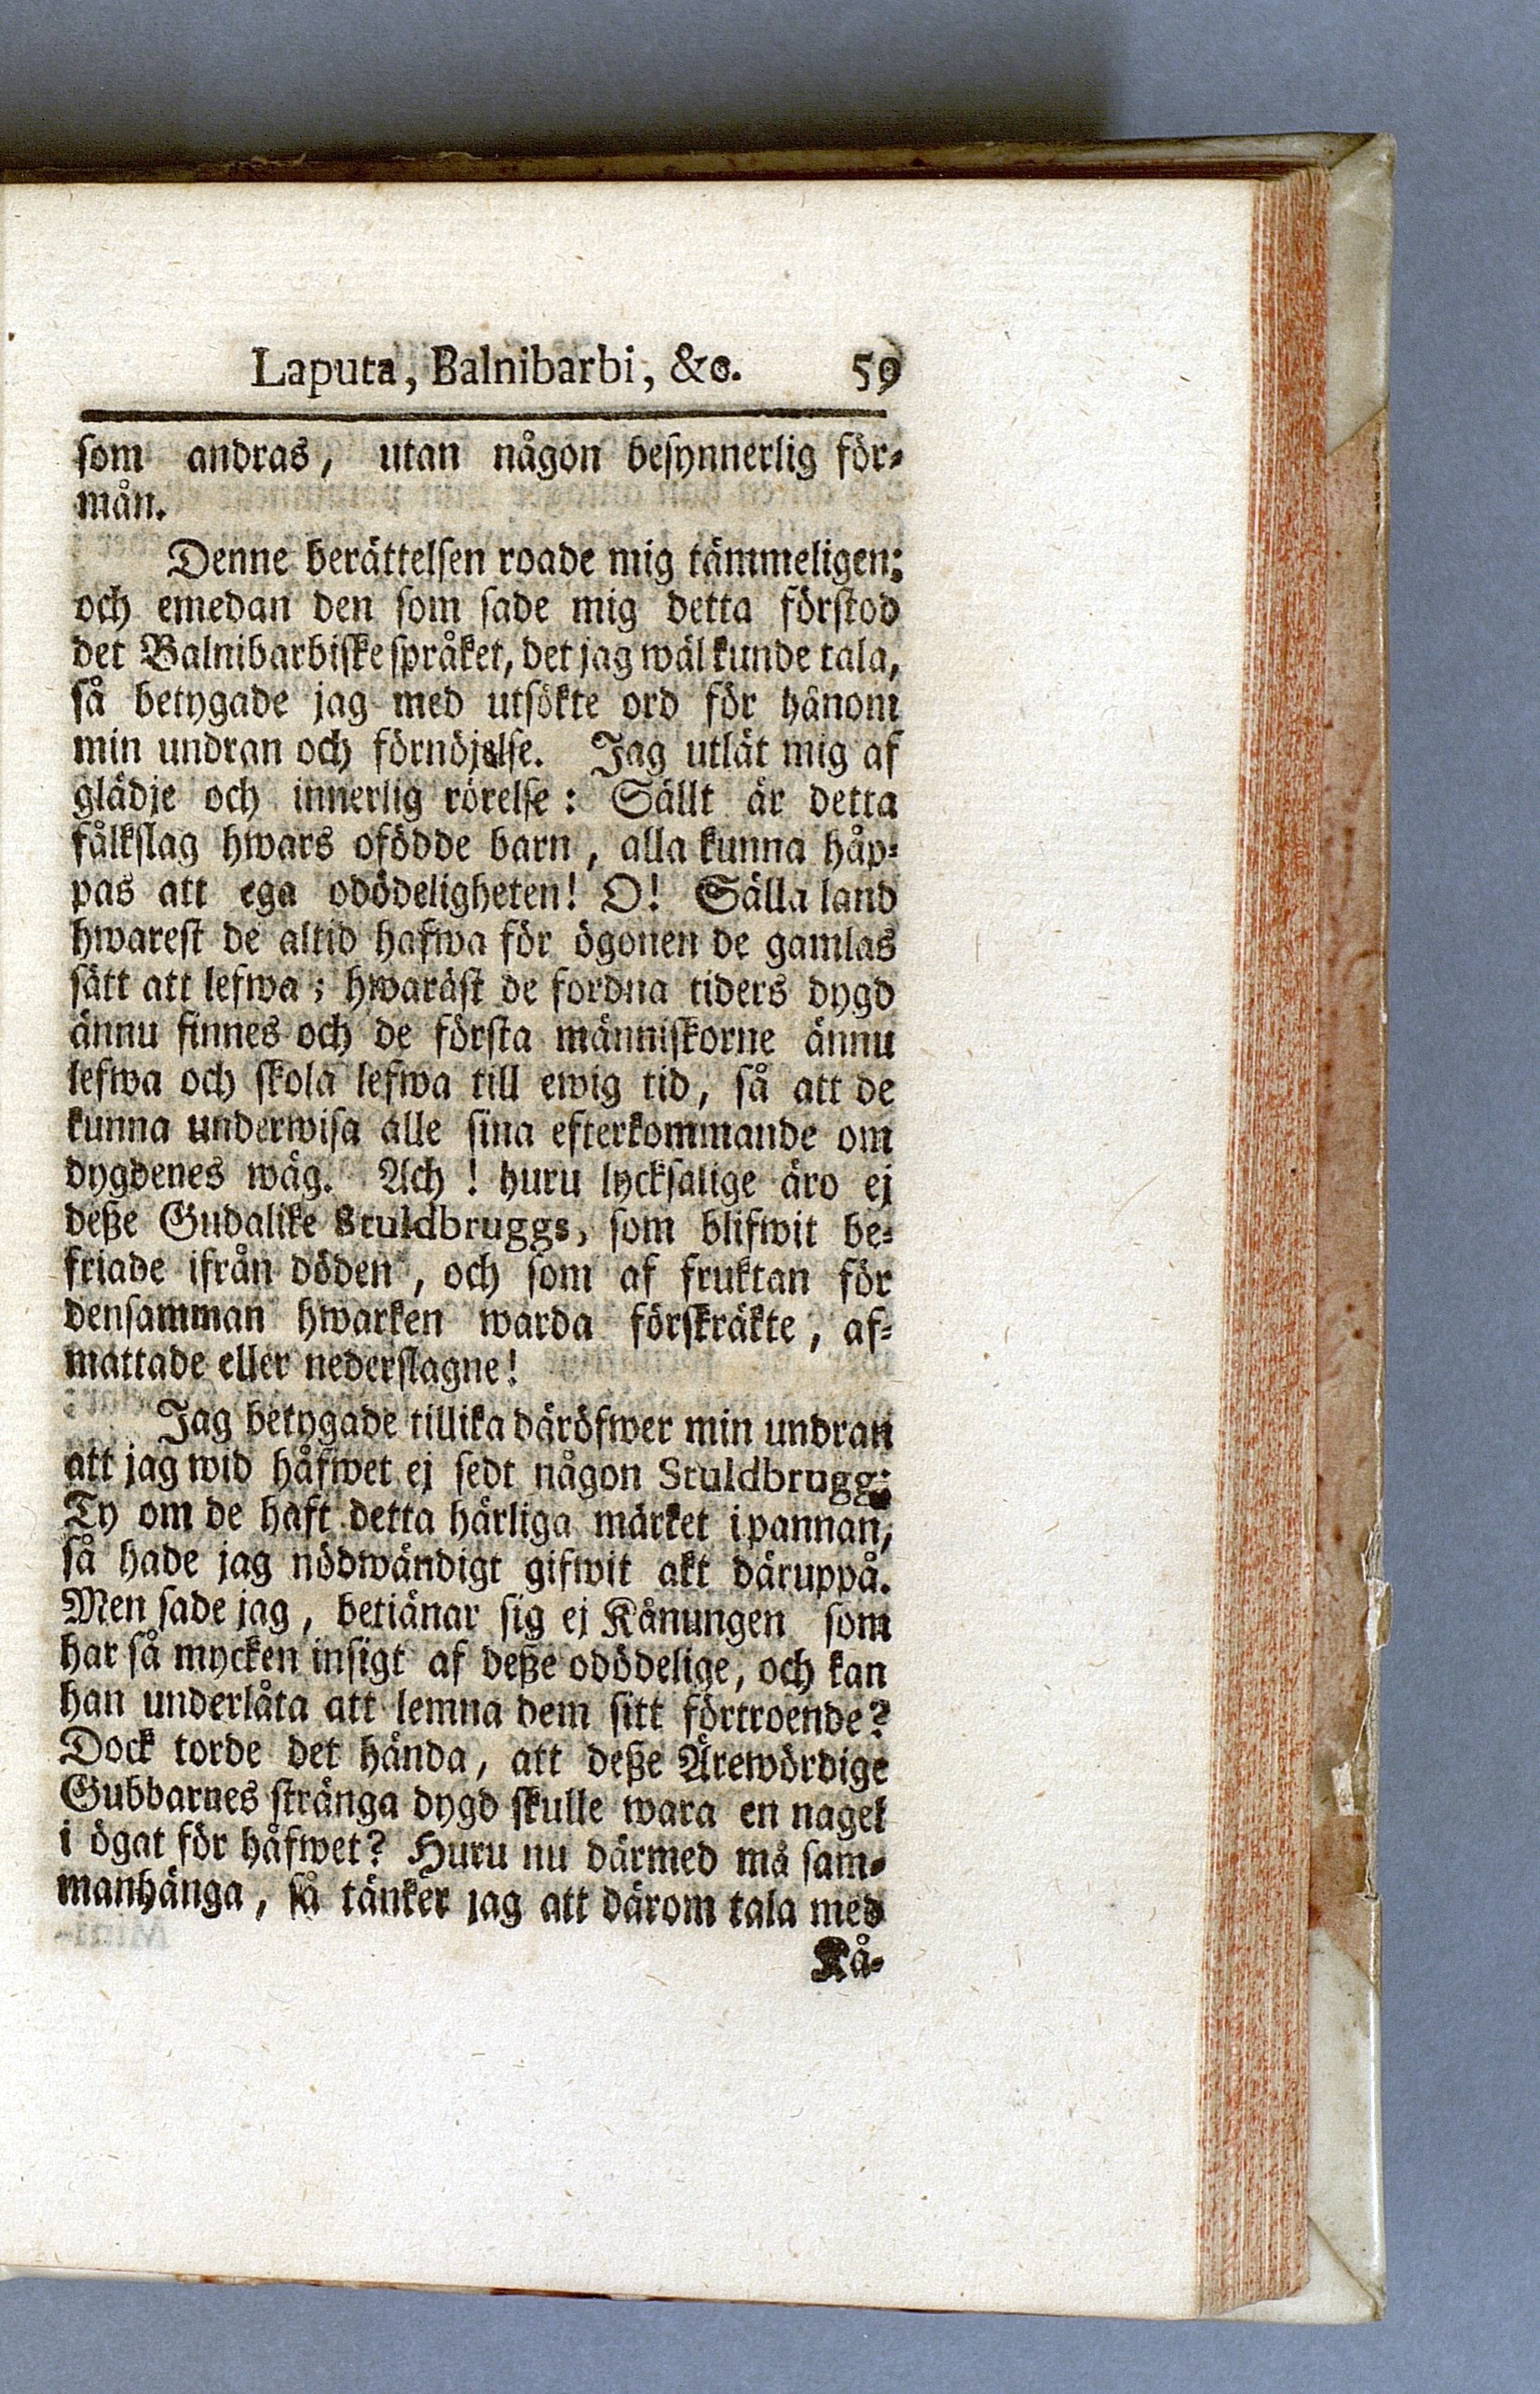 Laputa, Balnibarbi, &c. 59
som andras, utan någon besynnerlig för-
mån.
Denne berättelsen roade mig tämmeligen;
och emedan den som sade mig detta förstod
det Balnibarbiske språket, det jag wäl kunde tala,
så betygade jag med utsökte ord för hånom
min undran och förnöjelse. Jag utlät mig af
glädje och innerlig rörelse: Sällt är detta
fålkslag hwars ofödde barn, alla kunna håp-
pas att ega odödeligheten! O! Sälla land
hwarest de altid hafwa för ögonen de gamlas
sätt att lefwa; hwaräst de fordna tiders dygd
ännu finnes och de första människorne ännu
lefwa och skola lefwa till ewig tid, så att de
kunna underwisa alle sina efterkommande om
dygdenes wäg. Ach! huru lycksalige äro ej
deße Gudalike Stuldbruggs, som blifwit be-
friade ifrån döden, och som af fruktan för
densamman hwarken warda förskräkte, af-
mattade eller nederslagne!
Jag betygade tillika däröfwer min undran
att jag wid håfwet ej sedt någon Stuldbrugg;
Ty om de haft detta härliga märket i pannan,
så hade jag nödwändigt gifwit akt däruppå.
Men sade jag, betiänar sig ej Kånungen som
har så mycken insigt af deße odödelige, och kan
han underlåta att lemna dem sitt förtroende?
Dock torde det hända, att deße Ärewördige
Gubbarnes stränga dygd skulle wara en nagel
i ögat för håfwet? Huru nu därmed må sam-
manhänga, så tänker jag att därom tala med
Kå-